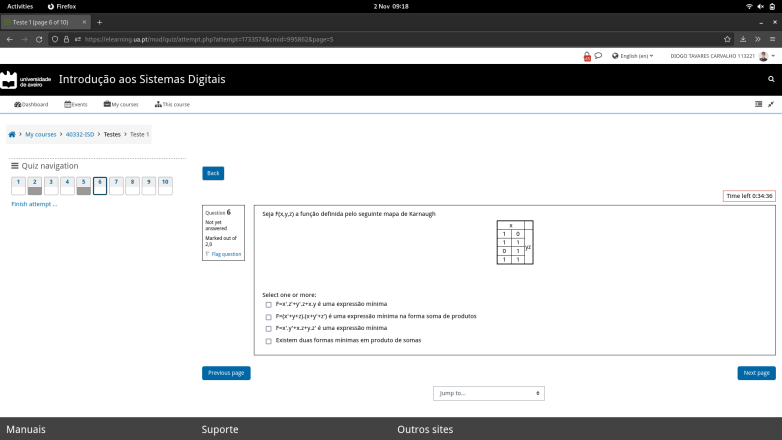 Activities Firefox 2 Nov 09:18
Teste 1 (page 6 of 10) × +
https://elearning.ua.pt/mod/quiz/attempt.php?attempt=1733574&cmid=995862&page=5
English (en) DIOGO TAVARES CARVALHO 113221
universidade de aveiro Introdução aos Sistemas Digitais
Dashboard Events My courses This course
My courses > 40332-ISD > Testes > Teste 1
Quiz navigation
1 2 3 4 5 6 7 8 9 10
Finish attempt ...
Back
Time left 0:34:36
Question 6
Not yet answered
Marked out of 2,0
Flag question
Seja F(x,y,z) a função definida pelo seguinte mapa de Karnaugh
x
1 0
1 1
0 1
1 1
yz
Select one or more:
F=x'.z'+y'.z+x.y é uma expressão mínima
F=(x'+y+z).(x+y'+z') é uma expressão mínima na forma soma de produtos
F=x'.y'+x.z+y.z' é uma expressão mínima
Existem duas formas mínimas em produto de somas
Previous page
Next page
Jump to...
Manuais Suporte Outros sites